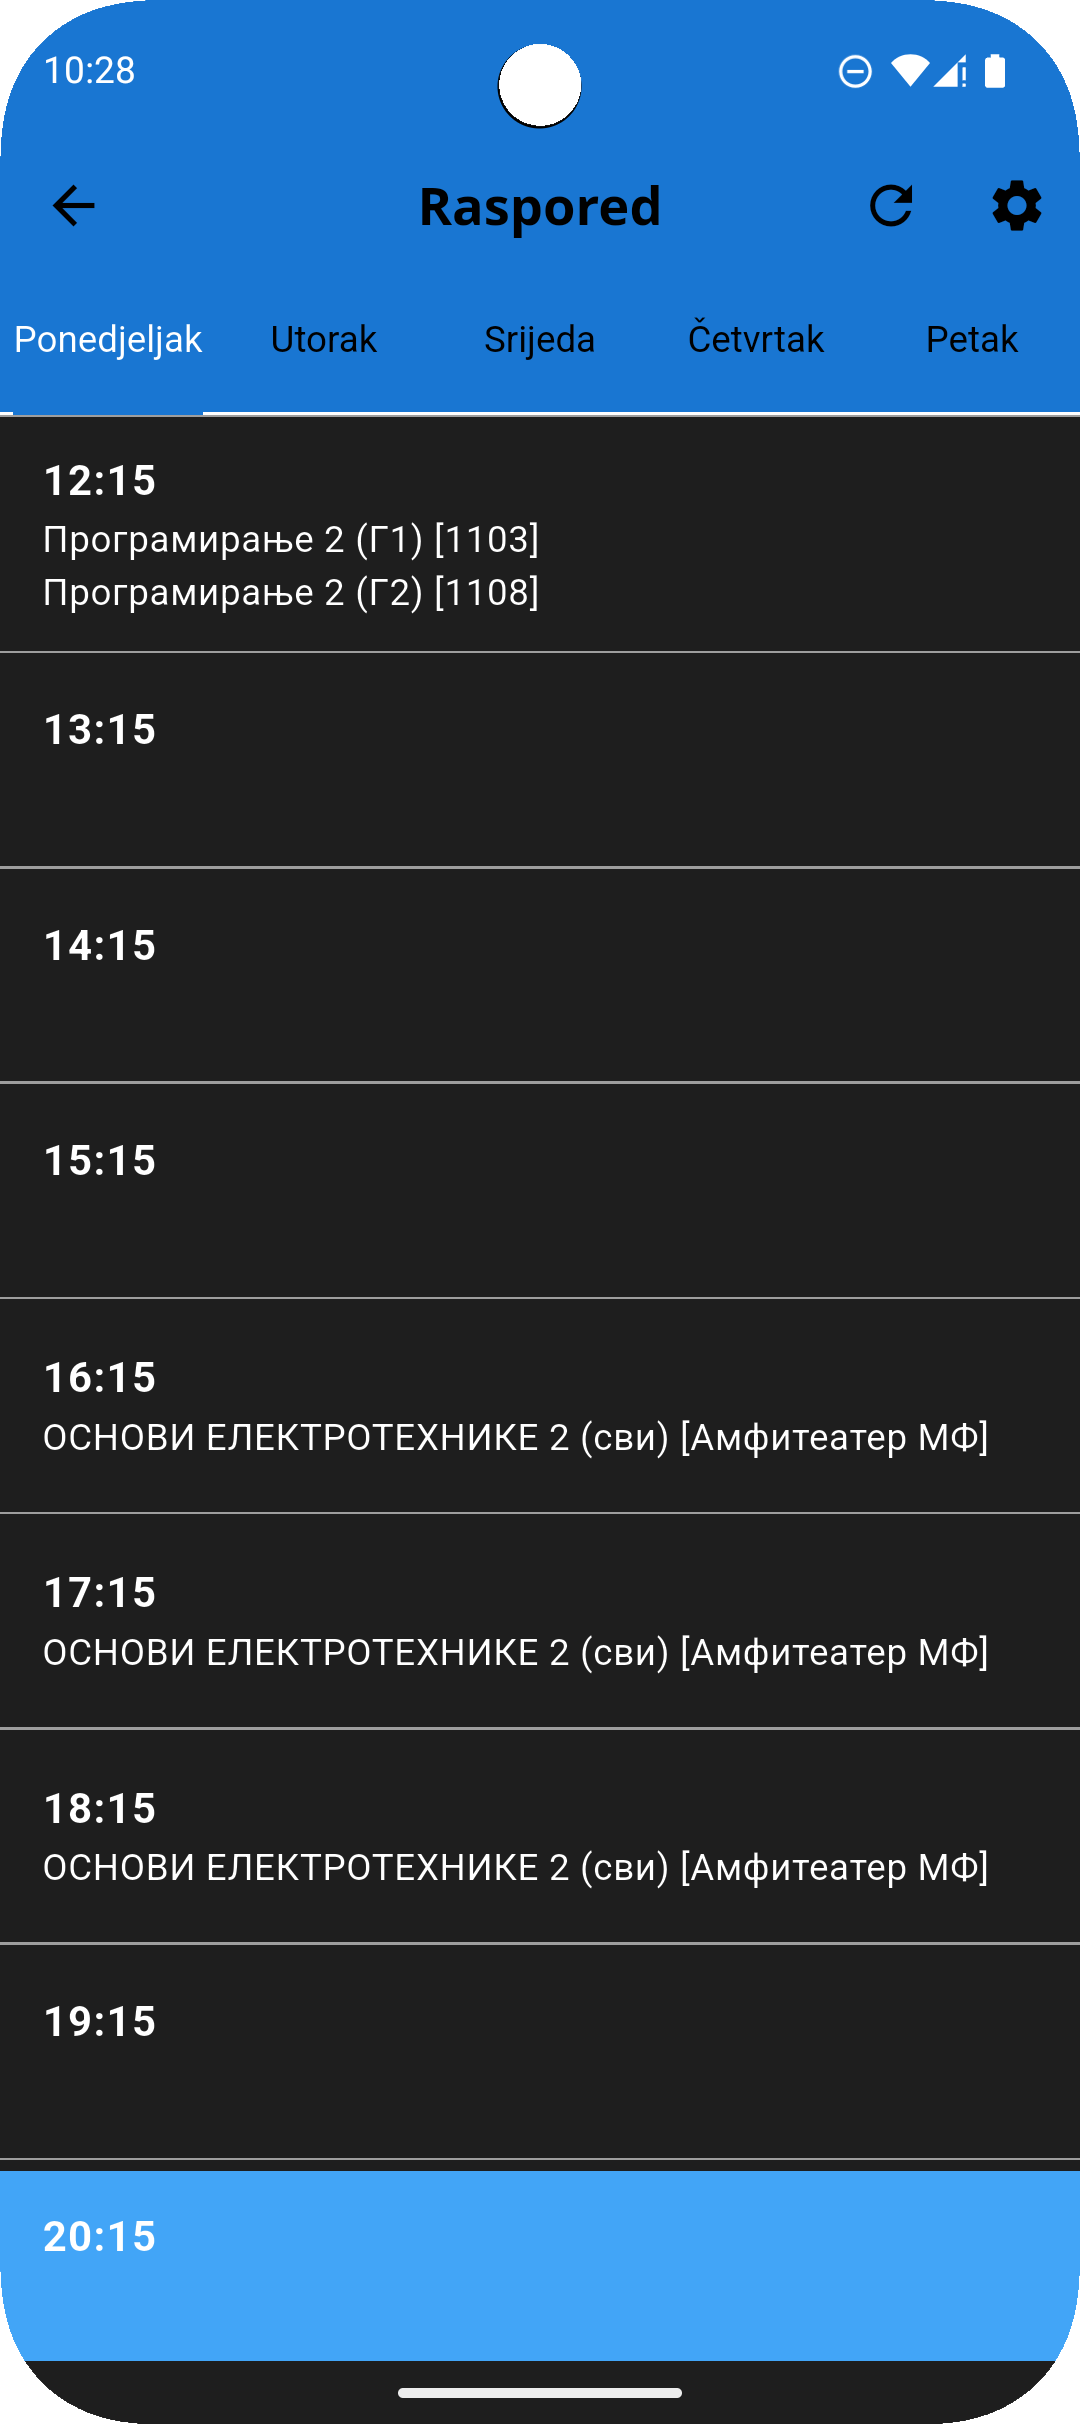 10:28
Raspored
Ponedjeljak Utorak Srijeda Četvrtak Petak
12:15
Програмирање 2 (Г1) [1103]
Програмирање 2 (Г2) [1108]
13:15
14:15
15:15
16:15
ОСНОВИ ЕЛЕКТРОТЕХНИКЕ 2 (сви) [Амфитеатер МФ]
17:15
ОСНОВИ ЕЛЕКТРОТЕХНИКЕ 2 (сви) [Амфитеатер МФ]
18:15
ОСНОВИ ЕЛЕКТРОТЕХНИКЕ 2 (сви) [Амфитеатер МФ]
19:15
20:15